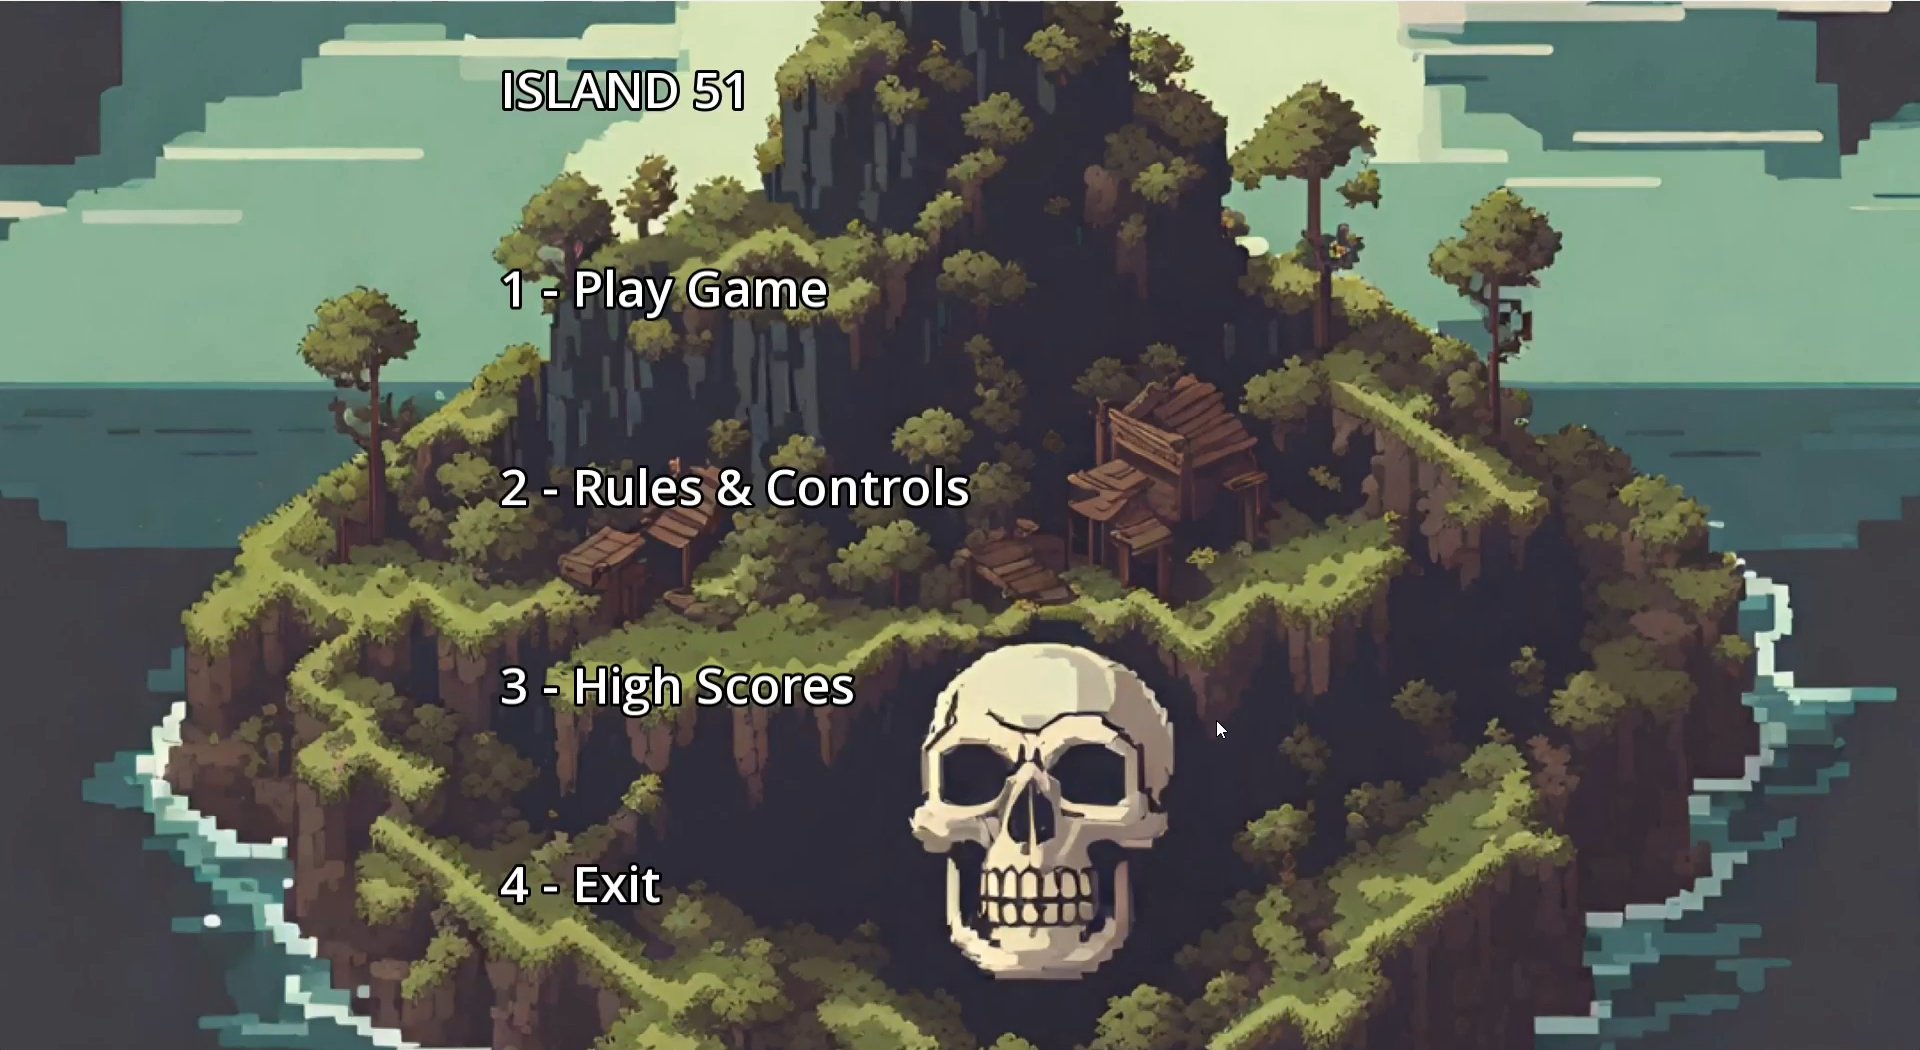 ISLAND 51
1 - Play Game
2 - Rules & Controls
3 - High Scores
4 - Exit